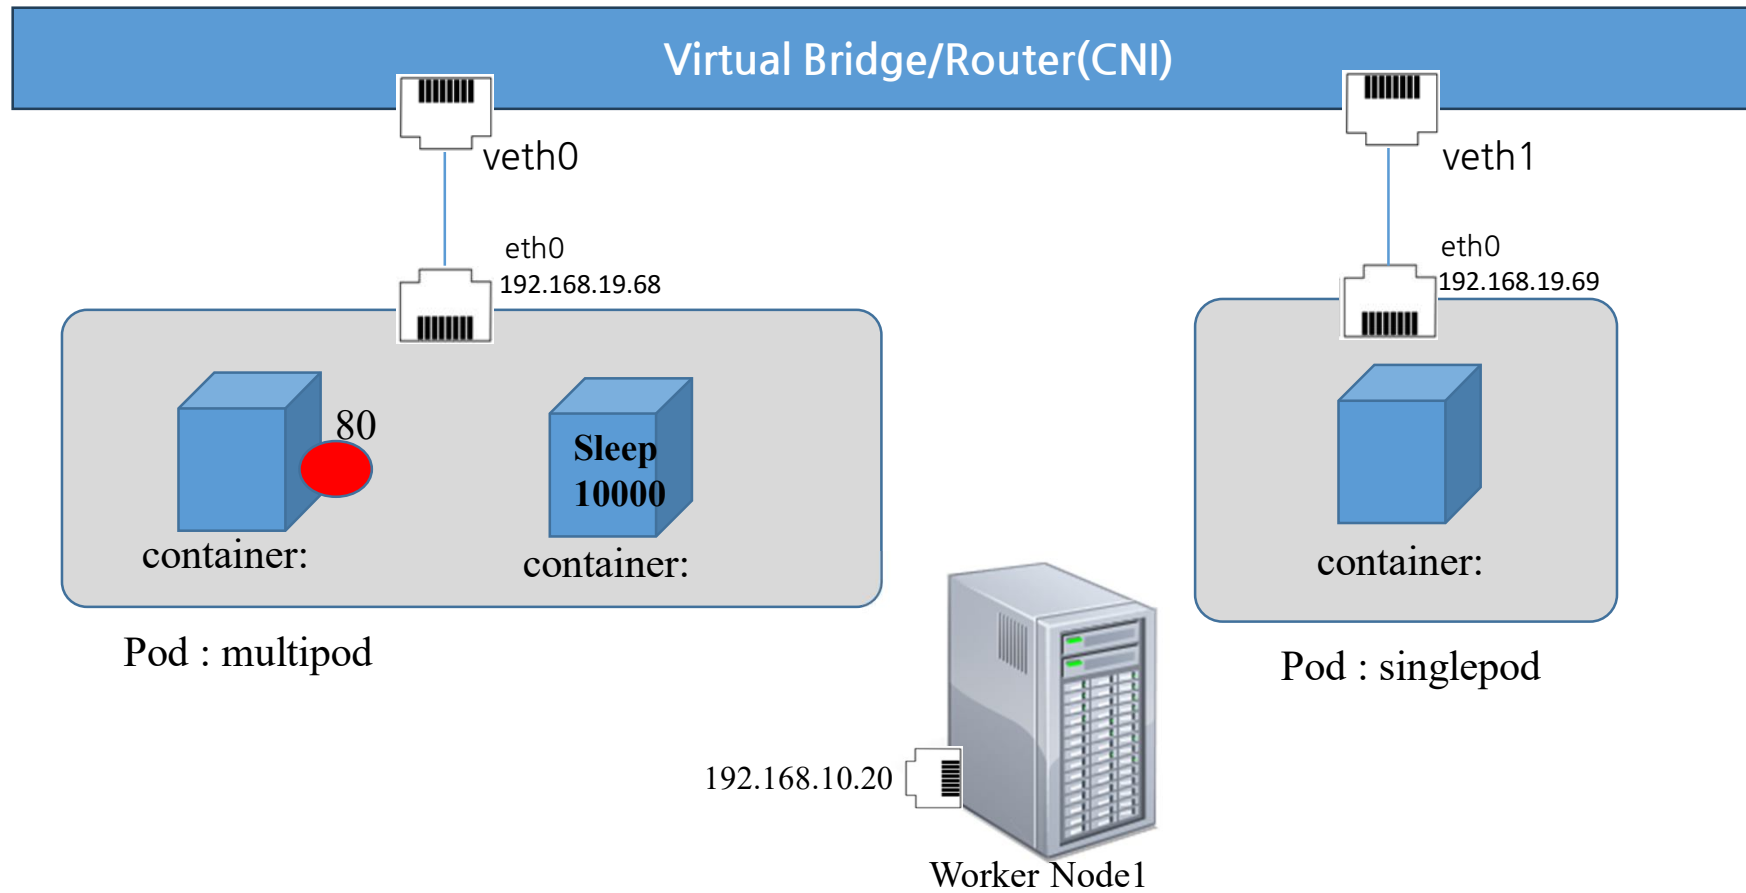 Virtual Bridge/Router(CNI)
veth0
veth1
eth0
192.168.19.68
eth0
192.168.19.69
80
Sleep
10000
container:
container:
container:
Pod : multipod
Pod : singlepod
192.168.10.20
Worker Node1